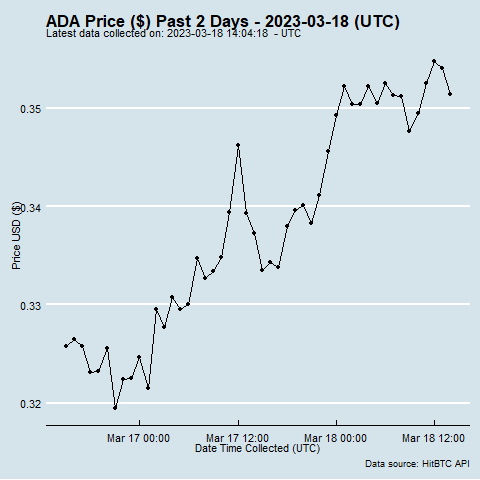 ADA Price ($) Past 2 Days - 2023-03-18 (UTC)
Latest data collected on: 2023-03-18 14:04:18 - UTC
0.35
0.34
0.33
0.32
Price USD ($)
Mar 17 00:00 Mar 17 12:00 Mar 18 00:00 Mar 18 12:00
Date Time Collected (UTC)
Data source: HitBTC API